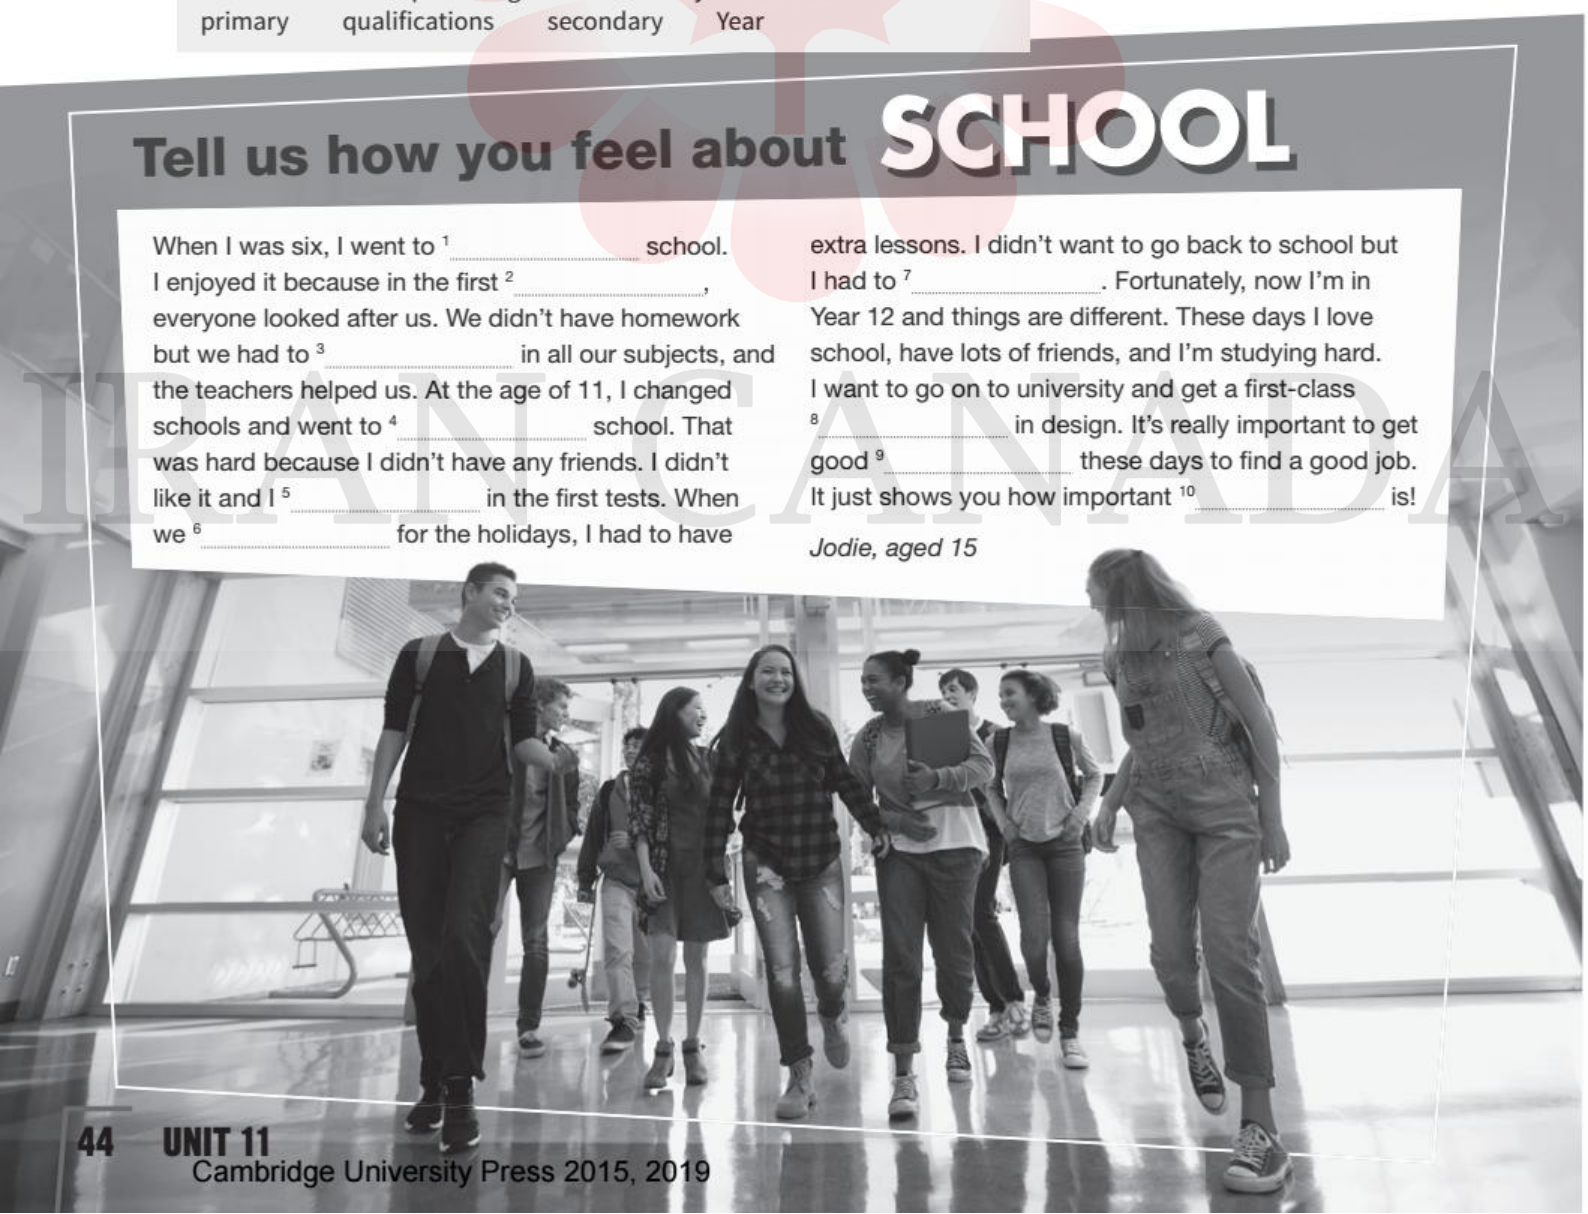 primary qualifications secondary Year
Tell us how you feel about SCHOOL
When I was six, I went to 1 school.
I enjoyed it because in the first 2 ,
everyone looked after us. We didn't have homework
but we had to 3 in all our subjects, and
the teachers helped us. At the age of 11, I changed
schools and went to 4 school. That
was hard because I didn't have any friends. I didn't
like it and I 5 in the first tests. When
we 6 for the holidays, I had to have
extra lessons. I didn't want to go back to school but
I had to 7 . Fortunately, now I'm in
Year 12 and things are different. These days I love
school, have lots of friends, and I'm studying hard.
I want to go on to university and get a first-class
8 in design. It's really important to get
good 9 these days to find a good job.
It just shows you how important 10 is!
Jodie, aged 15
IRAN CANADA
44 UNIT 11
Cambridge University Press 2015, 2019